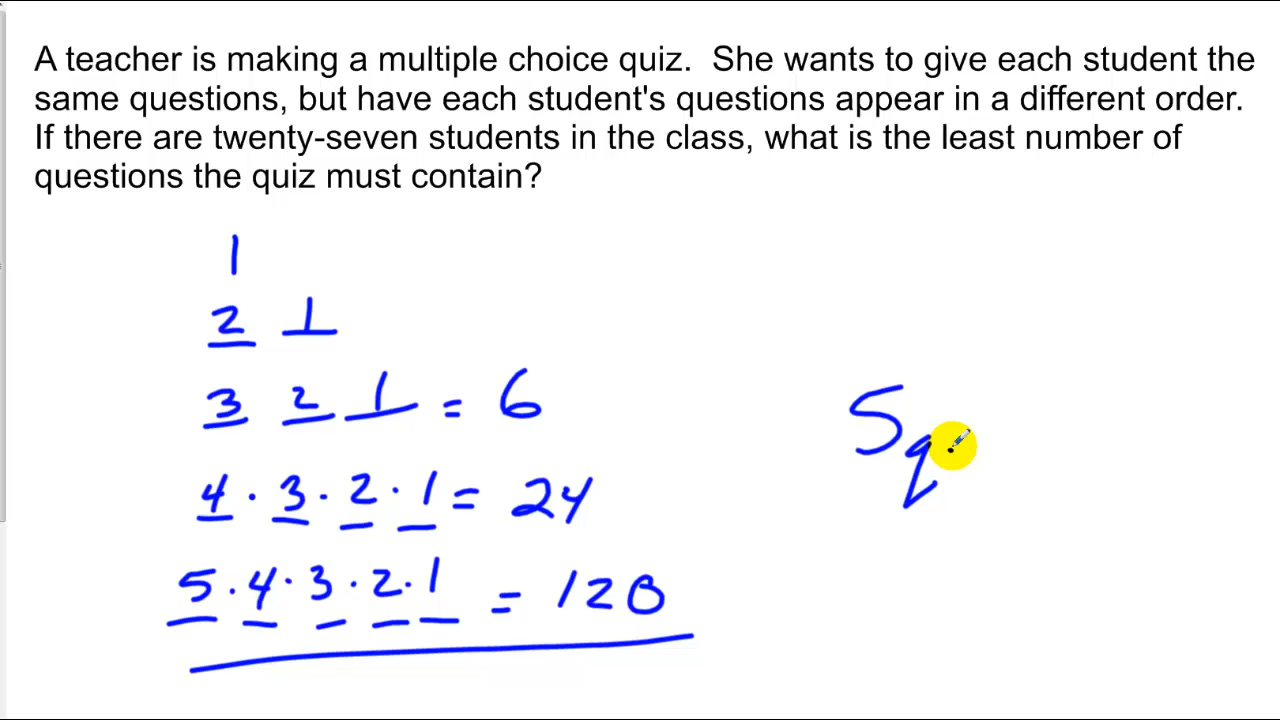 A teacher is making a multiple choice quiz.  She wants to give each student the
same questions, but have each student's questions appear in a different order.
If there are twenty-seven students in the class, what is the least number of
questions the quiz must contain?
1
2 1
3 2 1 = 6
4 · 3 · 2 · 1 = 24
5 · 4 · 3 · 2 · 1 = 120
5 q